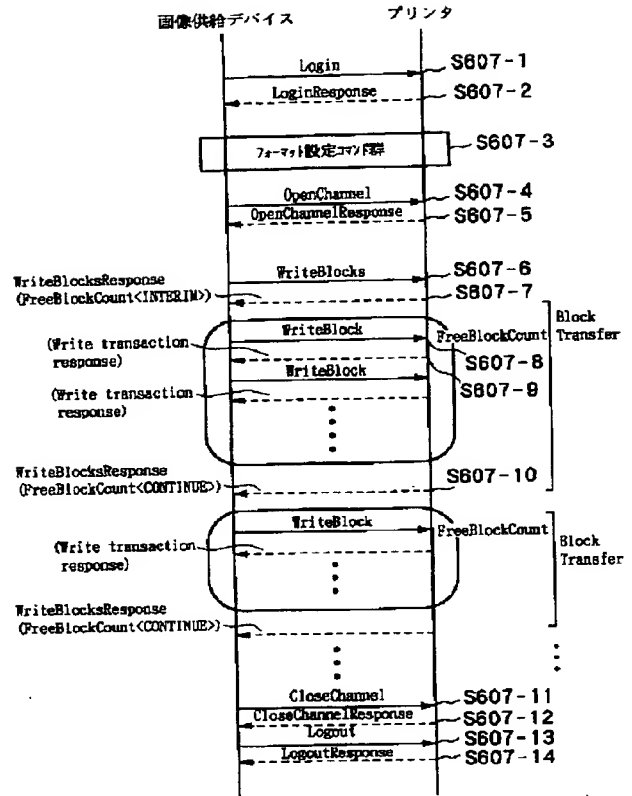 画像供給デバイス プリンタ
Login S607-1
LoginResponse S607-2
フォーマット設定コマンド群 S607-3
OpenChannel S607-4
OpenChannelResponse S607-5
WriteBlocks S607-6
WriteBlocksResponse
(FreeBlockCount<INTERIM>) S607-7
Block
Transfer
WriteBlock FreeBlockCount
(Write transaction
response) S607-8
WriteBlock S607-9
(Write transaction
response)
WriteBlocksResponse S607-10
(FreeBlockCount<CONTINUE>)
WriteBlock FreeBlockCount
Block
Transfer
(Write transaction
response)
WriteBlocksResponse
(FreeBlockCount<CONTINUE>)
CloseChannel S607-11
CloseChannelResponse S607-12
Logout S607-13
LogoutResponse S607-14